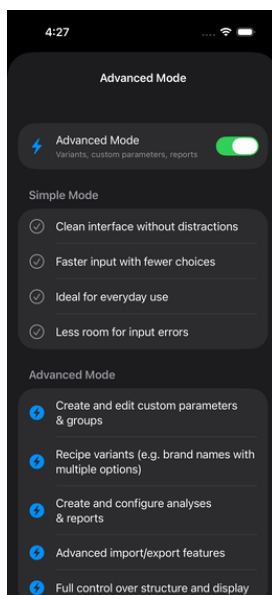 4:27
Advanced Mode
Advanced Mode
Variants, custom parameters, reports
Simple Mode
Clean interface without distractions
Faster input with fewer choices
Ideal for everyday use
Less room for input errors
Advanced Mode
Create and edit custom parameters
& groups
Recipe variants (e.g. brand names with
multiple options)
Create and configure analyses
& reports
Advanced import/export features
Full control over structure and display